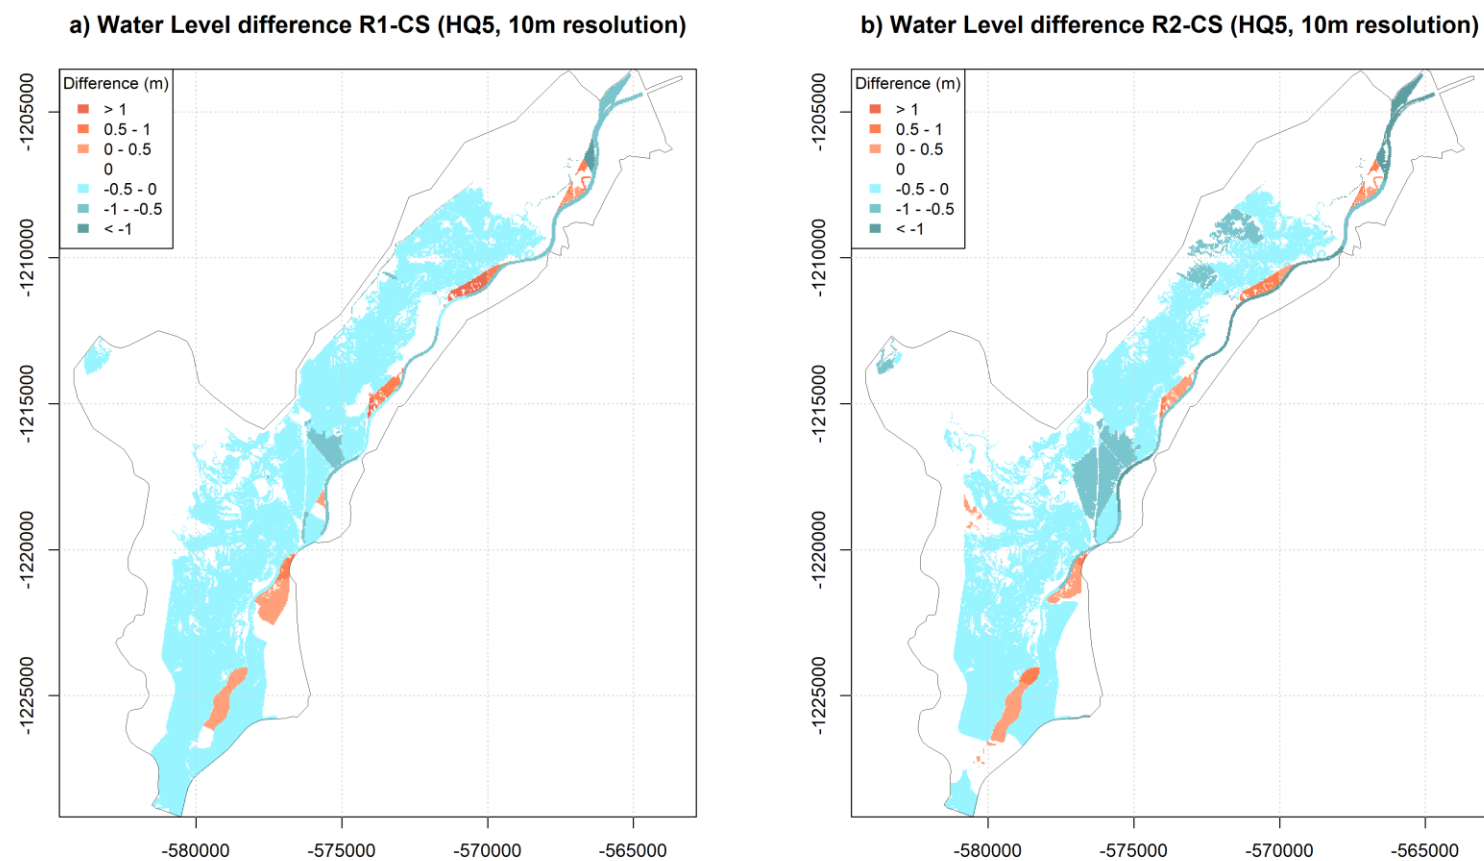 a) Water Level difference R1-CS (HQ5, 10m resolution)
Difference (m)
> 1
0.5 - 1
0 - 0.5
0
-0.5 - 0
-1 - -0.5
< -1
-1205000
-1210000
-1215000
-1220000
-1225000
-580000
-575000
-570000
-565000
b) Water Level difference R2-CS (HQ5, 10m resolution)
Difference (m)
> 1
0.5 - 1
0 - 0.5
0
-0.5 - 0
-1 - -0.5
< -1
-1205000
-1210000
-1215000
-1220000
-1225000
-580000
-575000
-570000
-565000